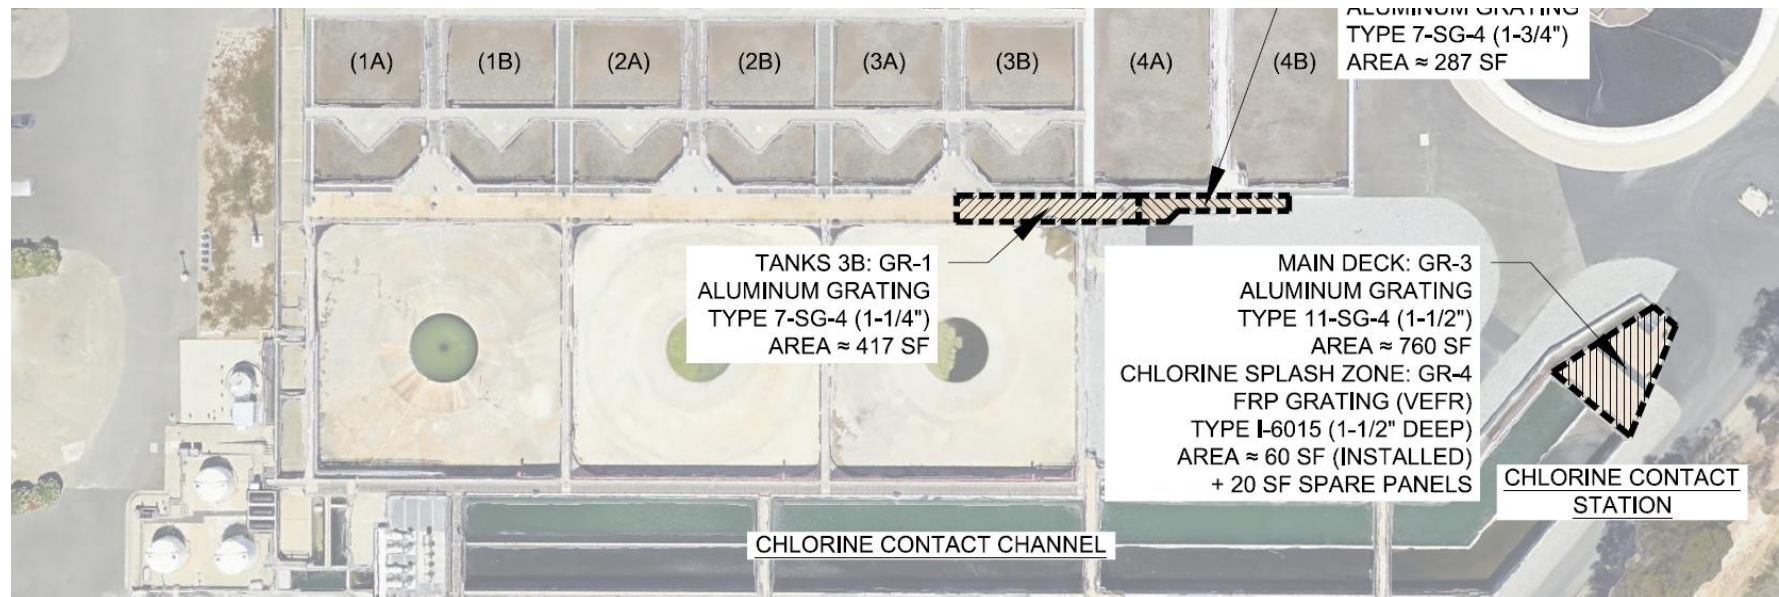 ALUMINUM GRATING
TYPE 7-SG-4 (1-3/4")
AREA ≈ 287 SF
(1A)
(1B)
(2A)
(2B)
(3A)
(3B)
(4A)
(4B)
TANKS 3B: GR-1
ALUMINUM GRATING
TYPE 7-SG-4 (1-1/4")
AREA ≈ 417 SF
MAIN DECK: GR-3
ALUMINUM GRATING
TYPE 11-SG-4 (1-1/2")
AREA ≈ 760 SF
CHLORINE SPLASH ZONE: GR-4
FRP GRATING (VEFR)
TYPE I-6015 (1-1/2" DEEP)
AREA ≈ 60 SF (INSTALLED)
+ 20 SF SPARE PANELS
CHLORINE CONTACT
STATION
CHLORINE CONTACT CHANNEL